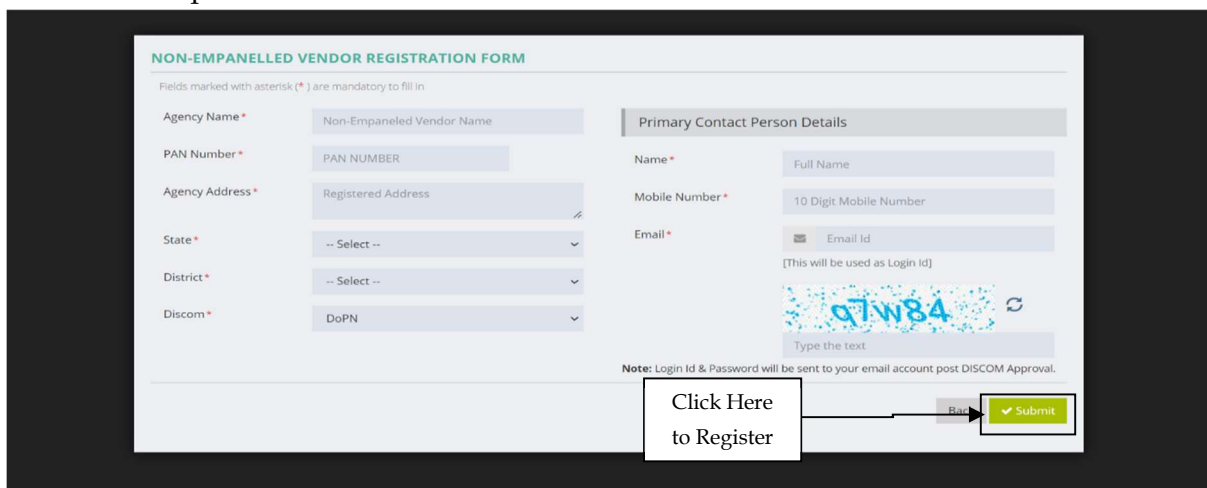 NON-EMPANELLED VENDOR REGISTRATION FORM
Fields marked with asterisk (* ) are mandatory to fill in
Agency Name *
Non-Empaneled Vendor Name
PAN Number *
PAN NUMBER
Agency Address *
Registered Address
State *
-- Select --
District *
-- Select --
Discom *
DoPN
Primary Contact Person Details
Name *
Full Name
Mobile Number *
10 Digit Mobile Number
Email *
Email Id
[This will be used as Login Id]
q7w84
Type the text
Note: Login Id & Password will be sent to your email account post DISCOM Approval.
Click Here
to Register
Submit